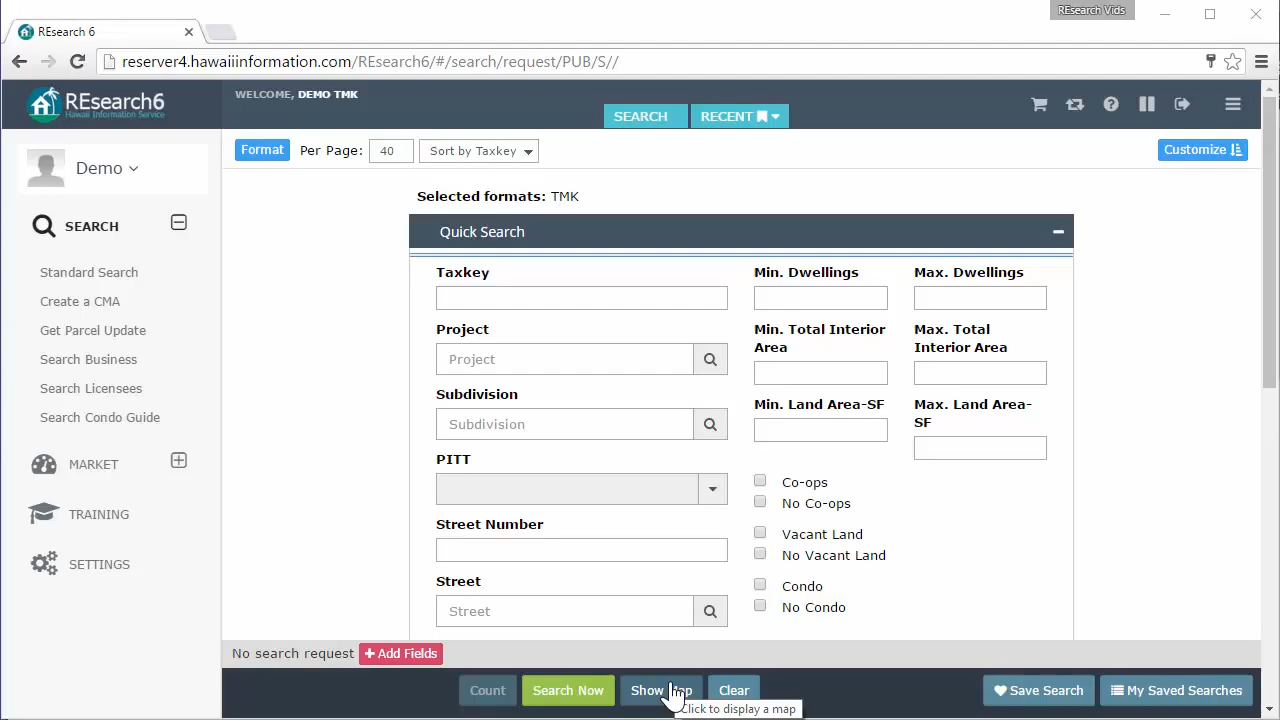 REsearch Vids
REsearch 6
reserver4.hawaiiinformation.com/REsearch6/#/search/request/PUB/S//
REsearch6
Hawaii Information Service
WELCOME, DEMO TMK
SEARCH
RECENT
Format
Per Page:
40
Sort by Taxkey
Customize
Demo
SEARCH
Standard Search
Create a CMA
Get Parcel Update
Search Business
Search Licensees
Search Condo Guide
MARKET
TRAINING
SETTINGS
Selected formats: TMK
Quick Search
Taxkey
Project
Project
Subdivision
Subdivision
PITT
Street Number
Street
Street
Min. Dwellings
Max. Dwellings
Min. Total Interior
Area
Max. Total
Interior Area
Min. Land Area-SF
Max. Land Area-
SF
Co-ops
No Co-ops
Vacant Land
No Vacant Land
Condo
No Condo
No search request
Add Fields
Count
Search Now
Show
Clear
Save Search
My Saved Searches
Click to display a map